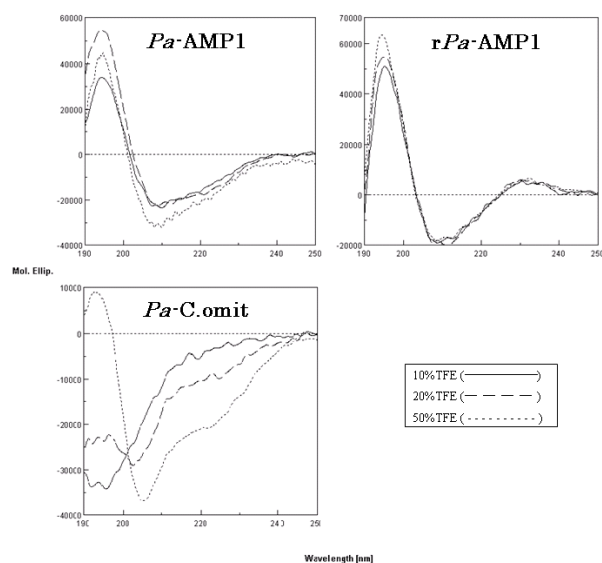 Pa-AMP1
60000
40000
20000
0
-20000
-40000
190 200 220 240 250
rPa-AMP1
70000
60000
40000
20000
0
-20000
190 200 220 240 250
Mol. Ellip.
Pa-C.omit
10000
0
-10000
-20000
-30000
-40000
190 200 220 240 250
10%TFE ( )
20%TFE ( )
50%TFE ( )
Wavelength [nm]